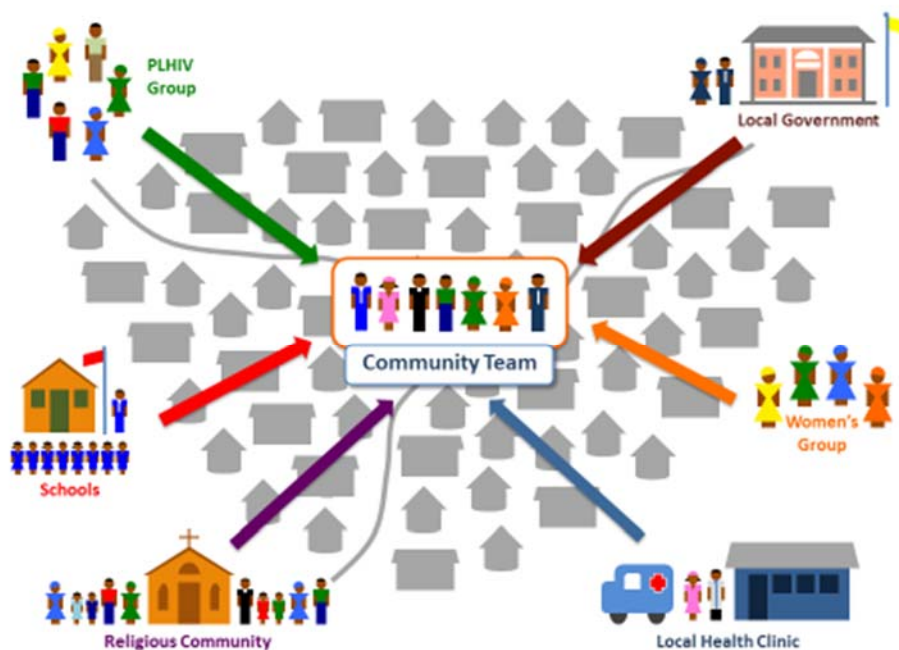 PLHIV
Group
Local Government
Community Team
Schools
Women's
Group
Religious Community
Local Health Clinic